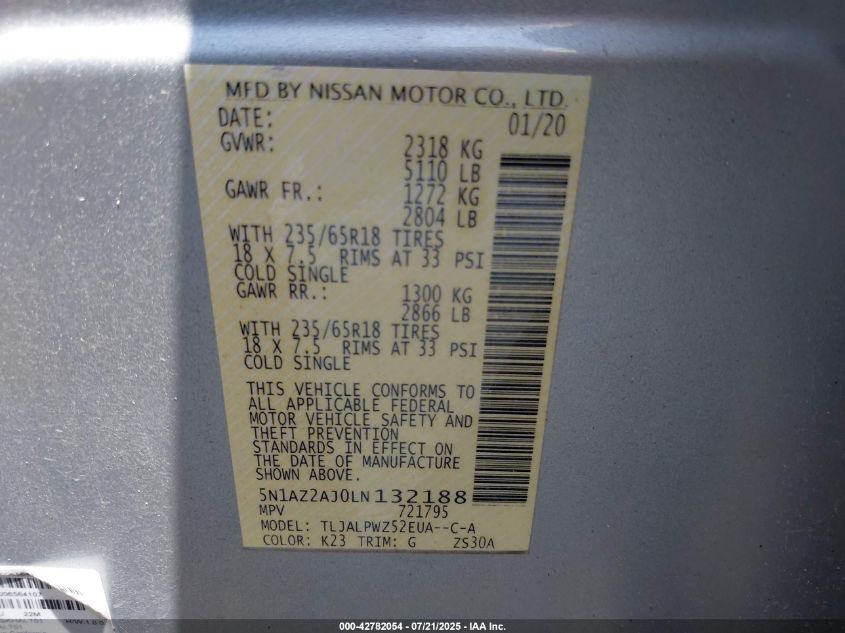 MFD BY NISSAN MOTOR CO., LTD.
DATE: 01/20
GVWR: 2318 KG
5110 LB
GAWR FR.: 1272 KG
2804 LB
WITH 235/65R18 TIRES
18 X 7.5 RIMS AT 33 PSI
COLD SINGLE
GAWR RR.: 1300 KG
2866 LB
WITH 235/65R18 TIRES
18 X 7.5 RIMS AT 33 PSI
COLD SINGLE
THIS VEHICLE CONFORMS TO
ALL APPLICABLE FEDERAL
MOTOR VEHICLE SAFETY AND
THEFT PREVENTION
STANDARDS IN EFFECT ON
THE DATE OF MANUFACTURE
SHOWN ABOVE.
5N1AZ2AJ0LN132188
MPV 721795
MODEL: TLJALPWZ52EUA--C-A
COLOR: K23 TRIM: G ZS30A
22M
000-42782054 - 07/21/2025 - IAA Inc.